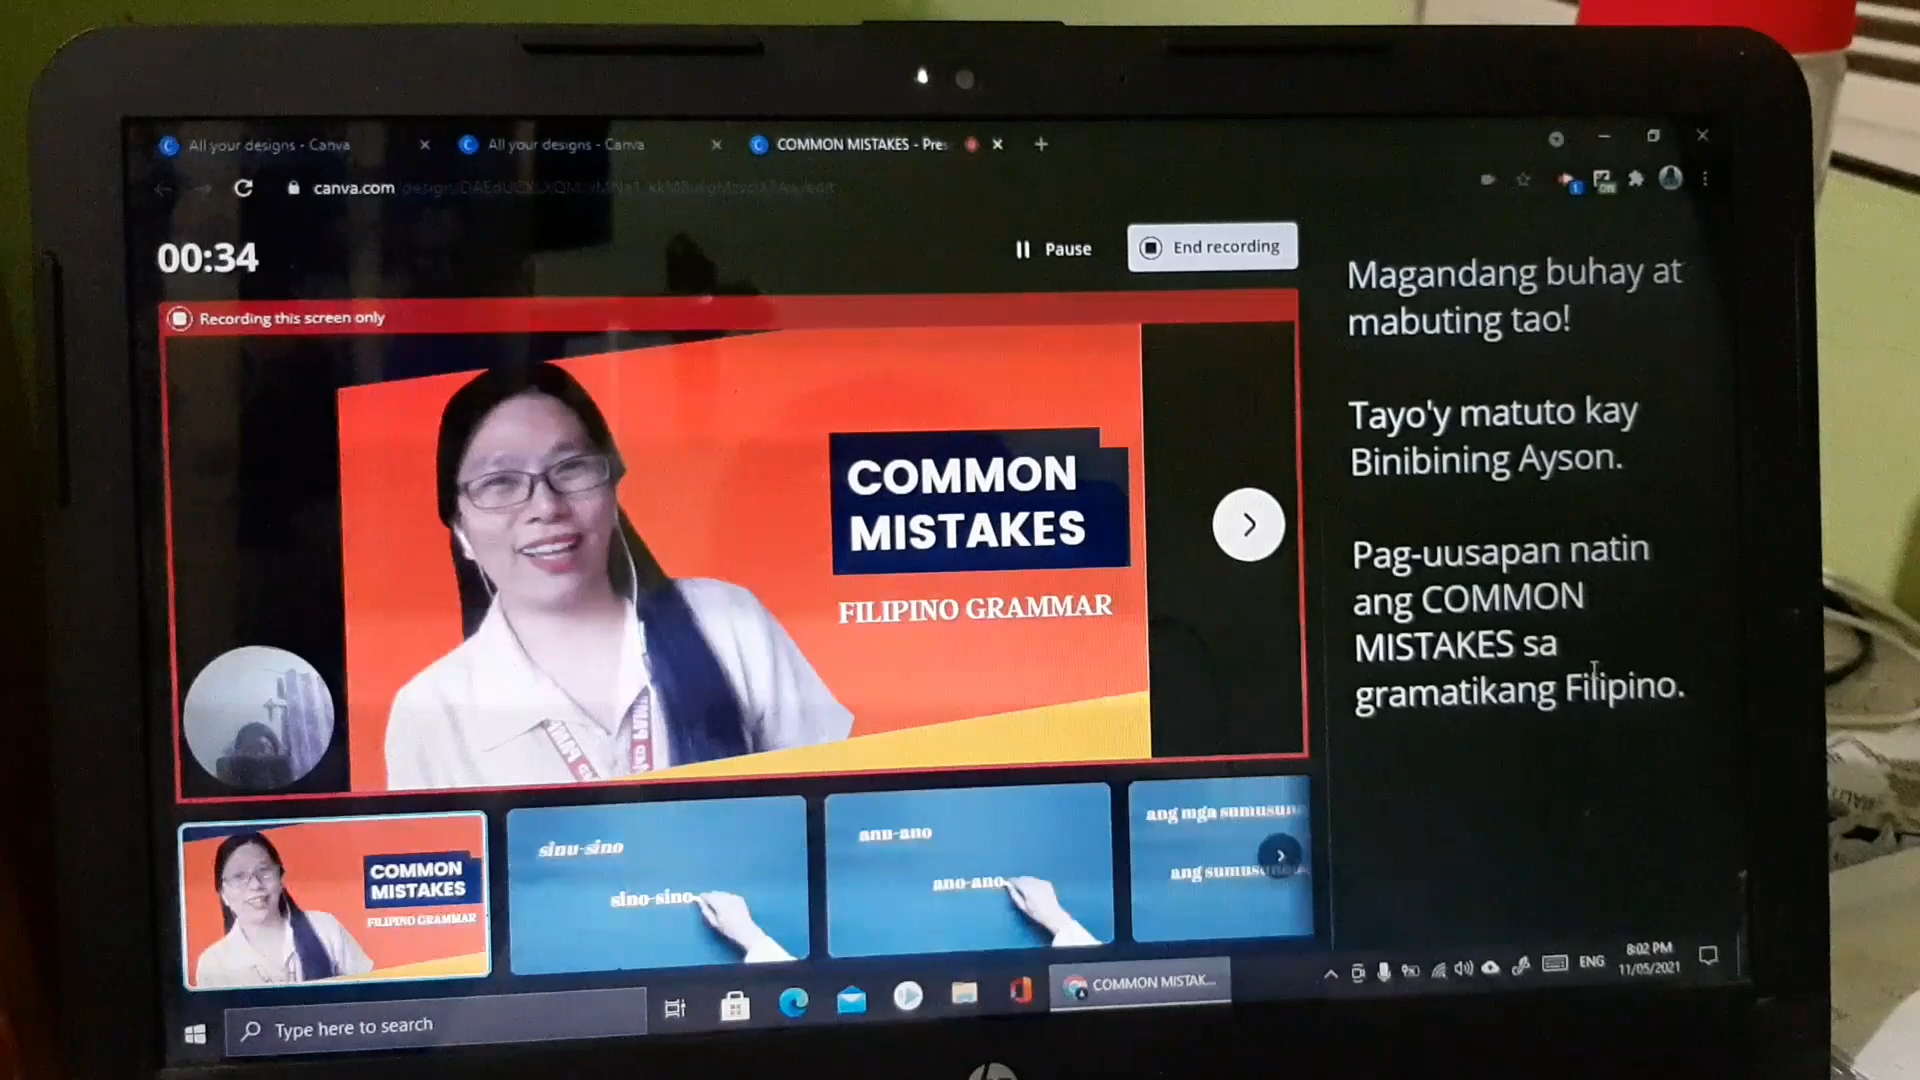 All your designs - Canva
All your designs - Canva
COMMON MISTAKES - Pres
canva.com
00:34
Pause
End recording
Recording this screen only
COMMON
MISTAKES
FILIPINO GRAMMAR
Magandang buhay at
mabuting tao!
Tayo'y matuto kay
Binibining Ayson.
Pag-uusapan natin
ang COMMON
MISTAKES sa
gramatikang Filipino.
COMMON
MISTAKES
FILIPINO GRAMMAR
sinu-sino
sino-sino
anu-ano
ano-ano
ang mga sumusuno
ang sumusu
Type here to search
COMMON MISTAK...
ENG
8:02 PM
11/05/2021